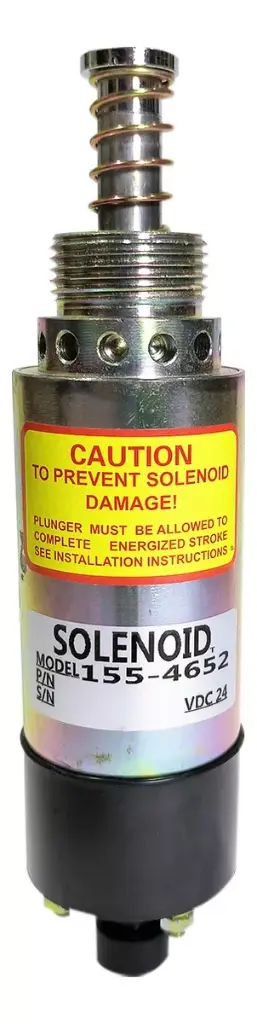 CAUTION
TO PREVENT SOLENOID
DAMAGE!
PLUNGER MUST BE ALLOWED TO
COMPLETE ENERGIZED STROKE
SEE INSTALLATION INSTRUCTIONS
SOLENOID
MODEL 155-4652
P/N
S/N VDC 24